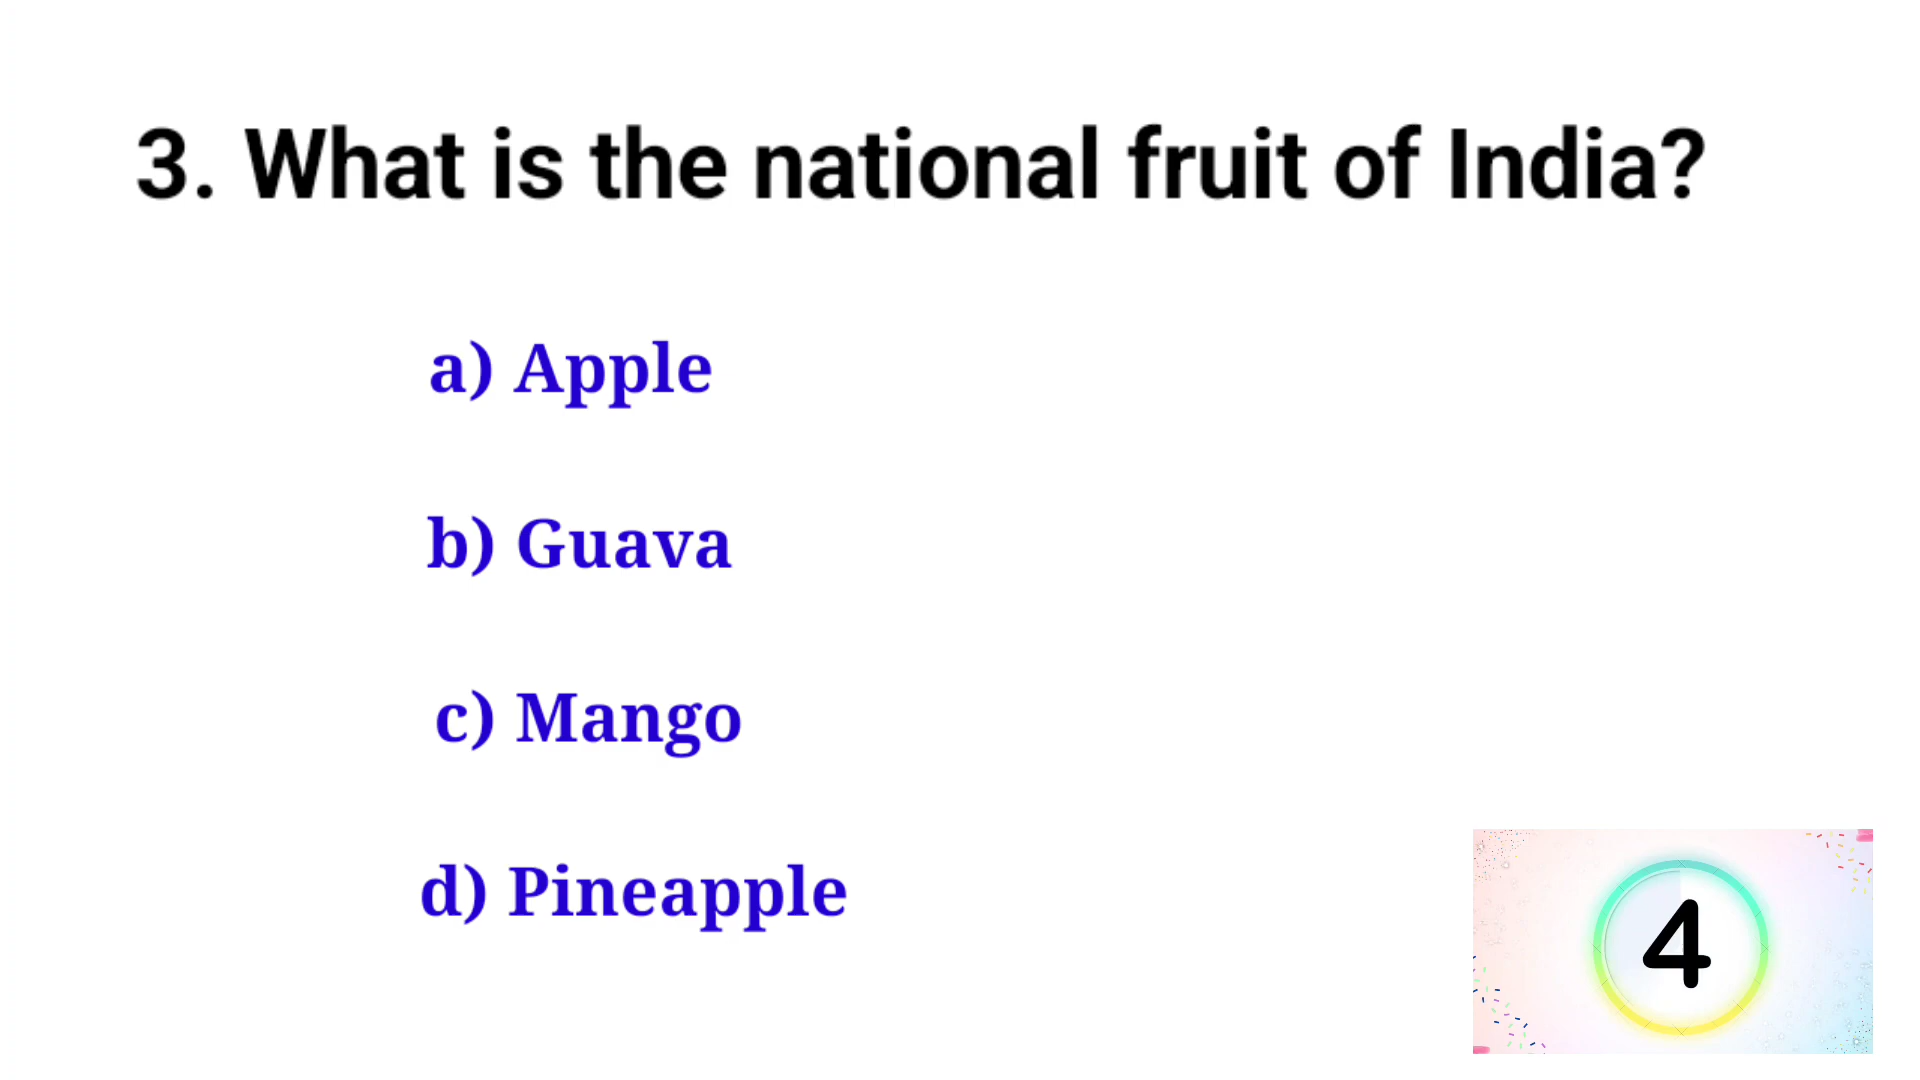 3. What is the national fruit of India?
a) Apple
b) Guava
c) Mango
d) Pineapple
4